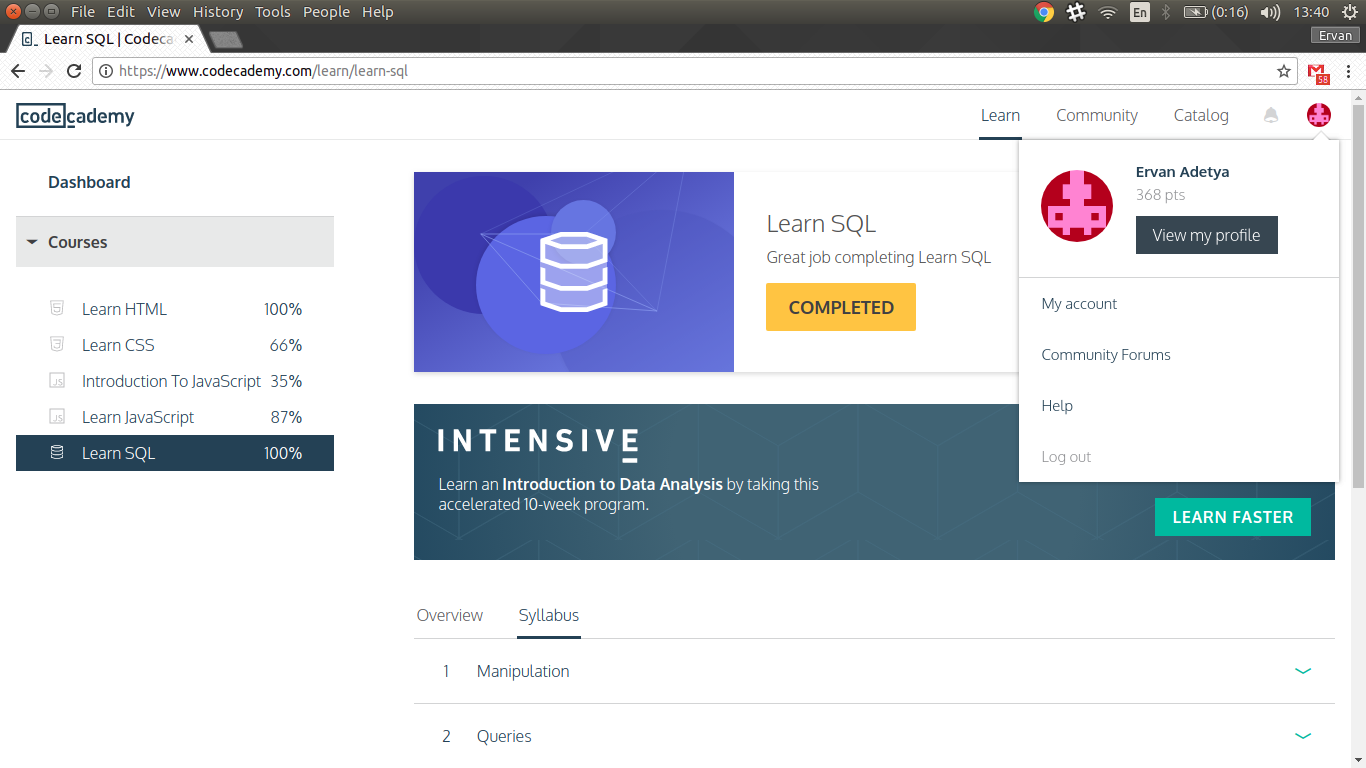 File Edit View History Tools People Help
En (0:16) 13:40
Learn SQL | Codeca
Ervan
https://www.codecademy.com/learn/learn-sql
58
codecademy
Learn Community Catalog
Dashboard
Courses
Learn HTML 100%
Learn CSS 66%
JS Introduction To JavaScript 35%
JS Learn JavaScript 87%
Learn SQL 100%
Learn SQL
Great job completing Learn SQL
COMPLETED
Ervan Adetya
368 pts
View my profile
My account
Community Forums
Help
Log out
INTENSIVE
Learn an Introduction to Data Analysis by taking this
accelerated 10-week program.
LEARN FASTER
Overview Syllabus
1 Manipulation
2 Queries